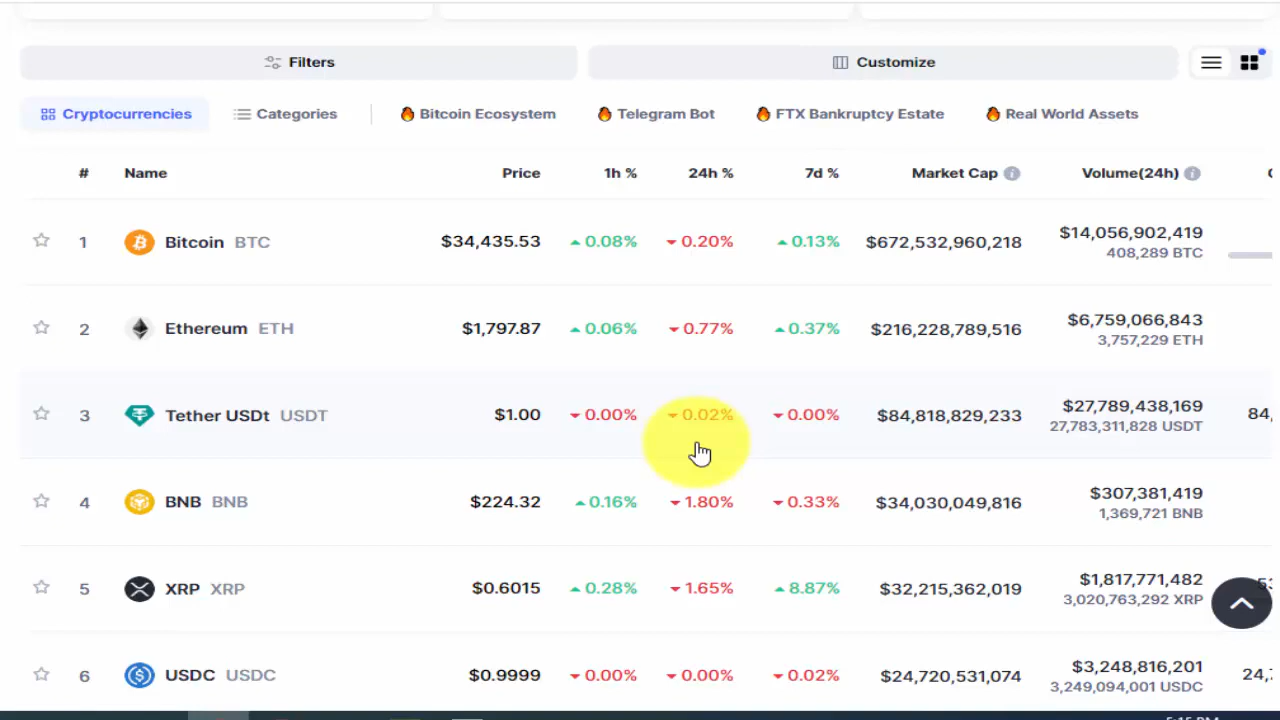 Filters
Customize
Cryptocurrencies
Categories
Bitcoin Ecosystem
Telegram Bot
FTX Bankruptcy Estate
Real World Assets
# Name Price 1h % 24h % 7d % Market Cap Volume(24h)
1 Bitcoin BTC $34,435.53 0.08% 0.20% 0.13% $672,532,960,218 $14,056,902,419
408,289 BTC
2 Ethereum ETH $1,797.87 0.06% 0.77% 0.37% $216,228,789,516 $6,759,066,843
3,757,229 ETH
3 Tether USDt USDT $1.00 0.00% 0.02% 0.00% $84,818,829,233 $27,789,438,169 84,
27,783,311,828 USDT
4 BNB BNB $224.32 0.16% 1.80% 0.33% $34,030,049,816 $307,381,419
1,369,721 BNB
5 XRP XRP $0.6015 0.28% 1.65% 8.87% $32,215,362,019 $1,817,771,482
3,020,763,292 XRP
6 USDC USDC $0.9999 0.00% 0.00% 0.02% $24,720,531,074 $3,248,816,201
3,249,094,001 USDC